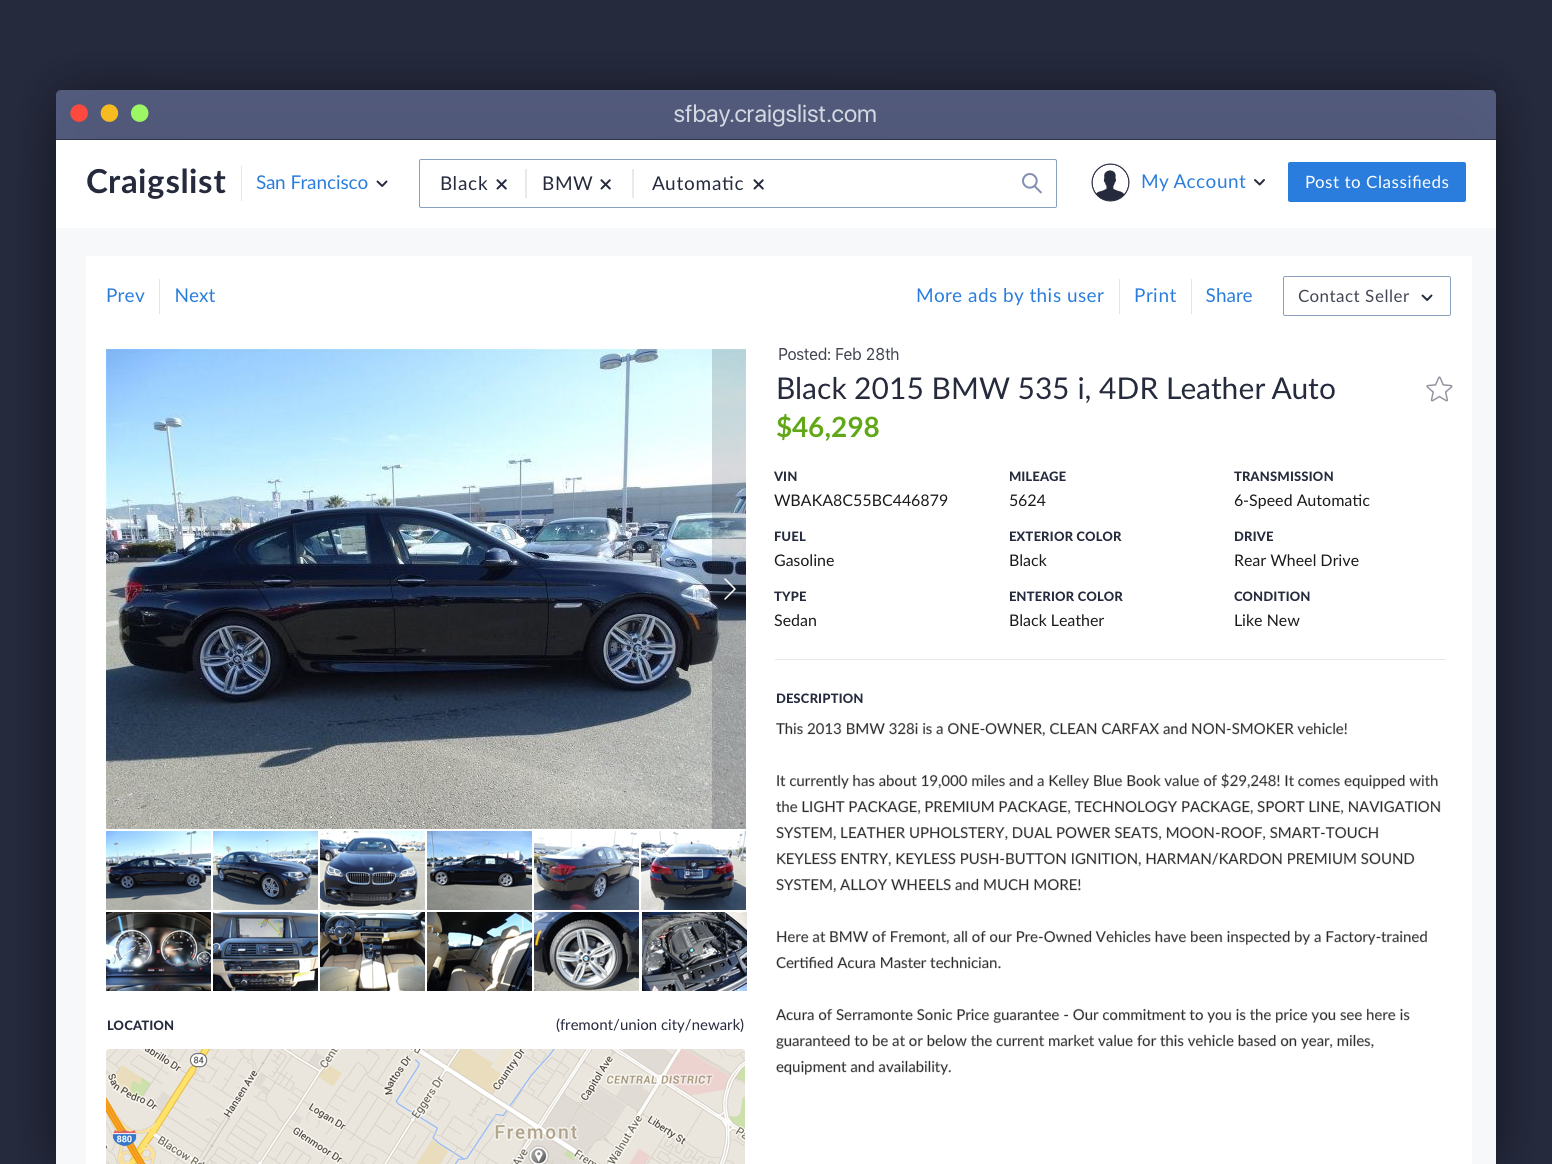 sfbay.craigslist.com
Craigslist
San Francisco
Black ×
BMW ×
Automatic ×
My Account
Post to Classifieds
Prev
Next
More ads by this user
Print
Share
Contact Seller
Posted: Feb 28th
Black 2015 BMW 535 i, 4DR Leather Auto
$46,298
VIN
WBAKA8C55BC446879
MILEAGE
5624
TRANSMISSION
6-Speed Automatic
FUEL
Gasoline
EXTERIOR COLOR
Black
DRIVE
Rear Wheel Drive
TYPE
Sedan
ENTERIOR COLOR
Black Leather
CONDITION
Like New
DESCRIPTION
This 2013 BMW 328i is a ONE-OWNER, CLEAN CARFAX and NON-SMOKER vehicle!
It currently has about 19,000 miles and a Kelley Blue Book value of $29,248! It comes equipped with
the LIGHT PACKAGE, PREMIUM PACKAGE, TECHNOLOGY PACKAGE, SPORT LINE, NAVIGATION
SYSTEM, LEATHER UPHOLSTERY, DUAL POWER SEATS, MOON-ROOF, SMART-TOUCH
KEYLESS ENTRY, KEYLESS PUSH-BUTTON IGNITION, HARMAN/KARDON PREMIUM SOUND
SYSTEM, ALLOY WHEELS and MUCH MORE!
Here at BMW of Fremont, all of our Pre-Owned Vehicles have been inspected by a Factory-trained
Certified Acura Master technician.
Acura of Serramonte Sonic Price guarantee - Our commitment to you is the price you see here is
guaranteed to be at or below the current market value for this vehicle based on year, miles,
equipment and availability.
LOCATION
(fremont/union city/newark)
abrillo Dr
84
Cen
Mattos Dr
Country Dr
Capitol Ave
CENTRAL DISTRICT
San Pedro Dr
Hansen Ave
Eggers Dr
Logan Dr
Liberty St
880
Blacow R
Glenmoor Dr
Fremont
Walnut Ave
Ave
Frem
Pa